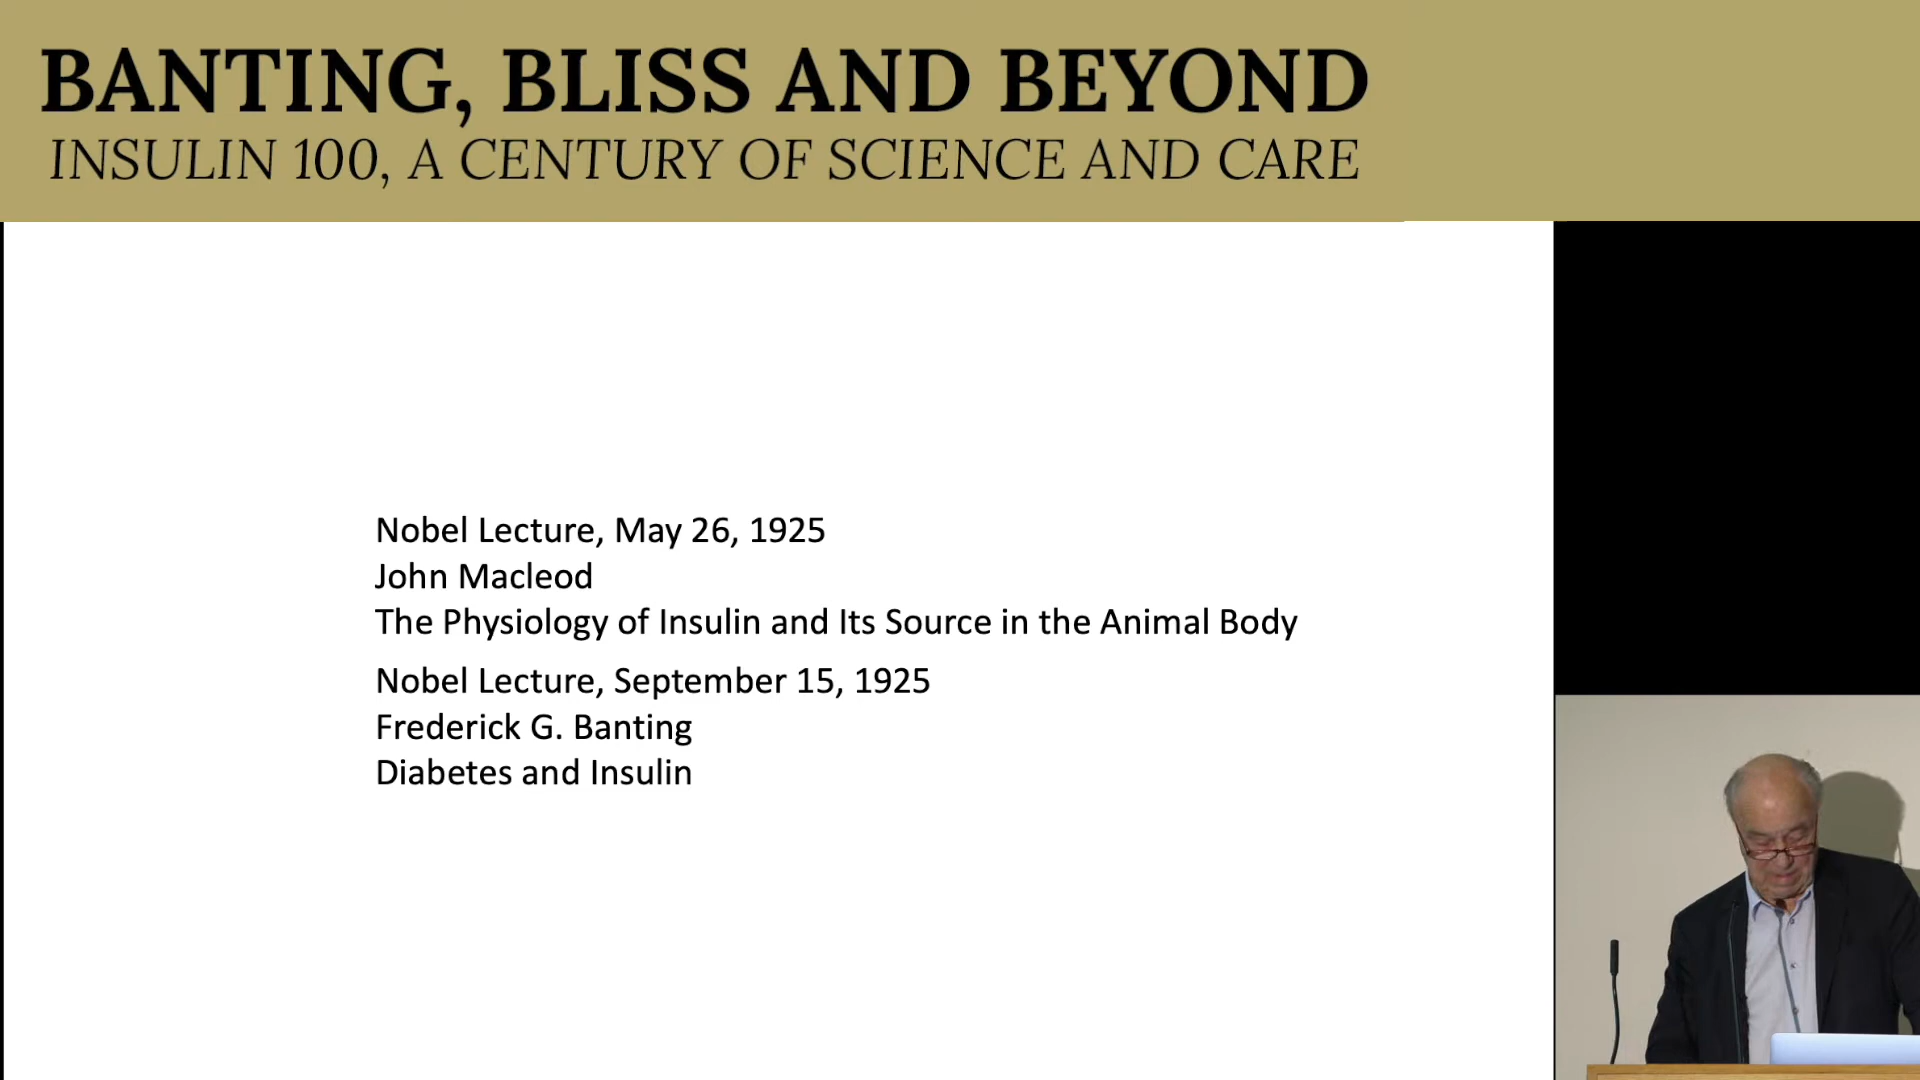 BANTING, BLISS AND BEYOND
INSULIN 100, A CENTURY OF SCIENCE AND CARE
Nobel Lecture, May 26, 1925
John Macleod
The Physiology of Insulin and Its Source in the Animal Body
Nobel Lecture, September 15, 1925
Frederick G. Banting
Diabetes and Insulin